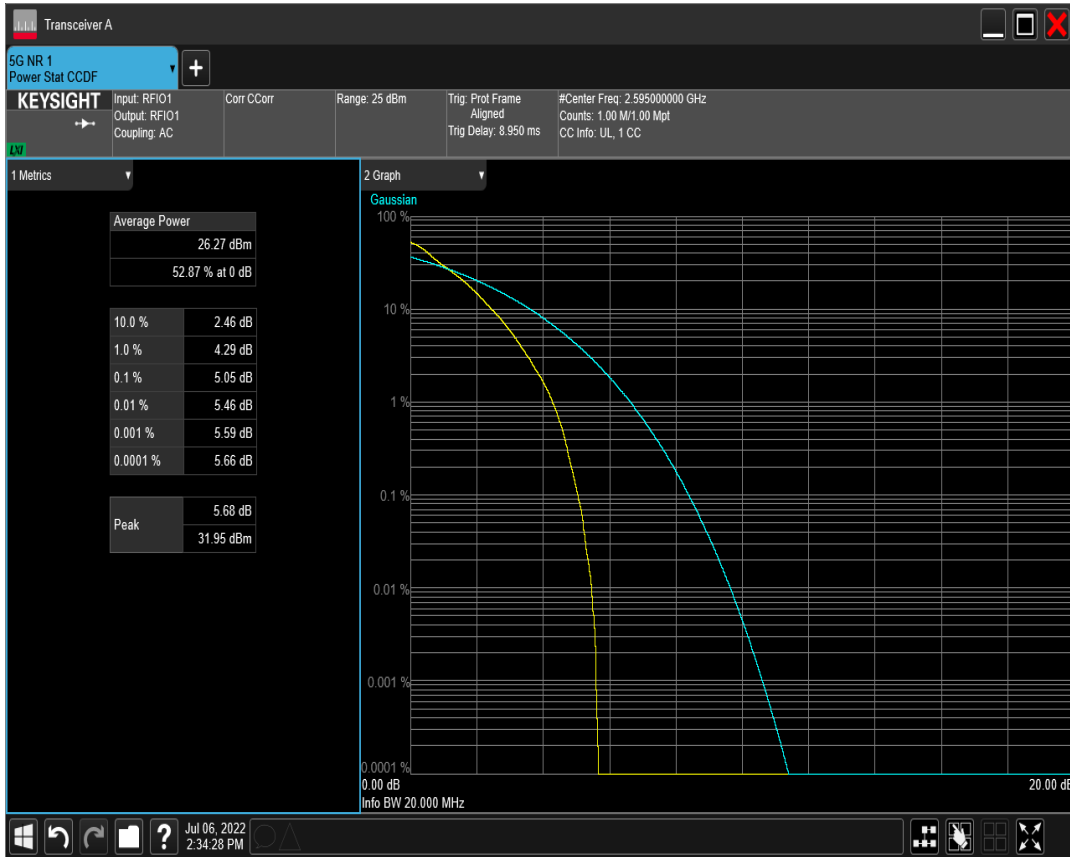 Transceiver A
5G NR 1
Power Stat CCDF
+
KEYSIGHT
LXI
Input: RFIO1
Output: RFIO1
Coupling: AC
Corr CCorr
Range: 25 dBm
Trig: Prot Frame
Aligned
Trig Delay: 8.950 ms
#Center Freq: 2.595000000 GHz
Counts: 1.00 M/1.00 Mpt
CC Info: UL, 1 CC
1 Metrics
Average Power
26.27 dBm
52.87 % at 0 dB
10.0 % 2.46 dB
1.0 % 4.29 dB
0.1 % 5.05 dB
0.01 % 5.46 dB
0.001 % 5.59 dB
0.0001 % 5.66 dB
Peak
5.68 dB
31.95 dBm
2 Graph
Gaussian
100 %
10 %
1 %
0.1 %
0.01 %
0.001 %
0.0001 %
0.00 dB
20.00 dB
Info BW 20.000 MHz
?
Jul 06, 2022
2:34:28 PM